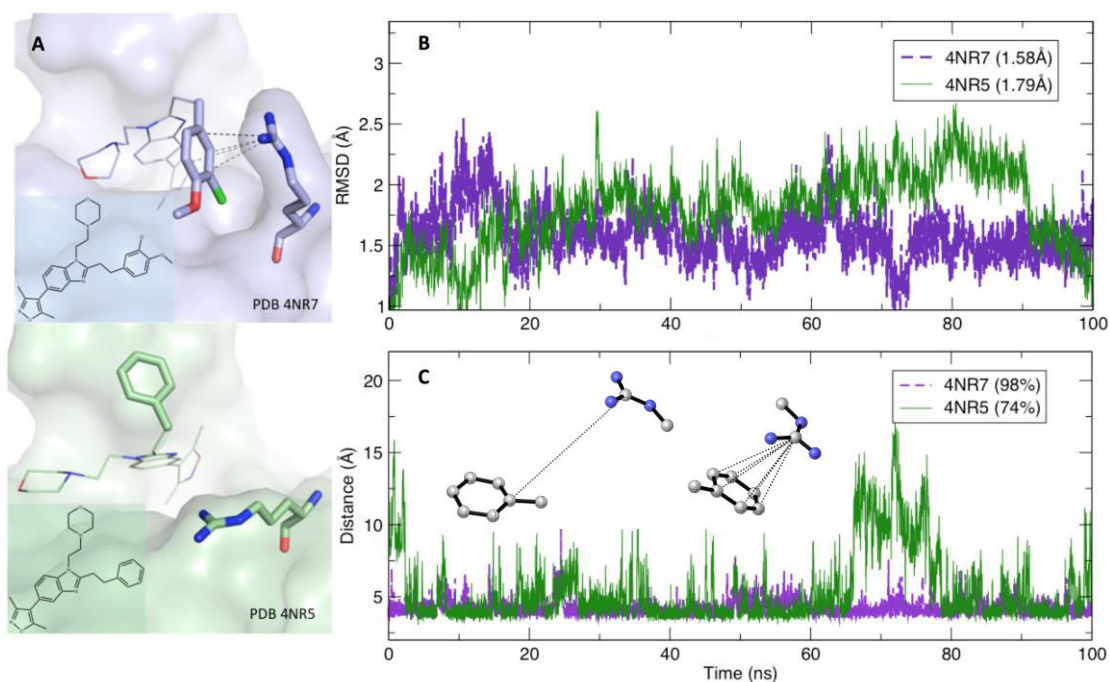 A
PDB 4NR7
PDB 4NR5
B
4NR7 (1.58Å)
4NR5 (1.79Å)
RMSD (Å)
3
2.5
2
1.5
1
0 20 40 60 80 100
C
4NR7 (98%)
4NR5 (74%)
Distance (Å)
20
15
10
5
0 20 40 60 80 100
Time (ns)